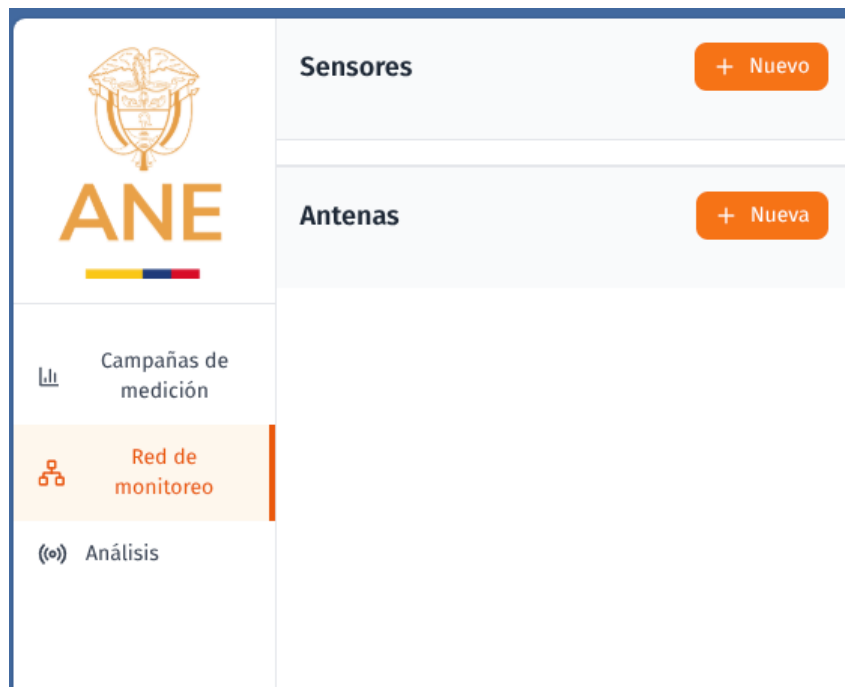 ANE
Campañas de
medición
Red de
monitoreo
Análisis
Sensores
+ Nuevo
Antenas
+ Nueva